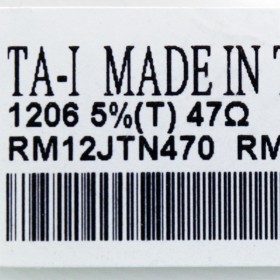 TA-I MADE IN T
1206 5%(T) 47Ω
RM12JTN470 RM